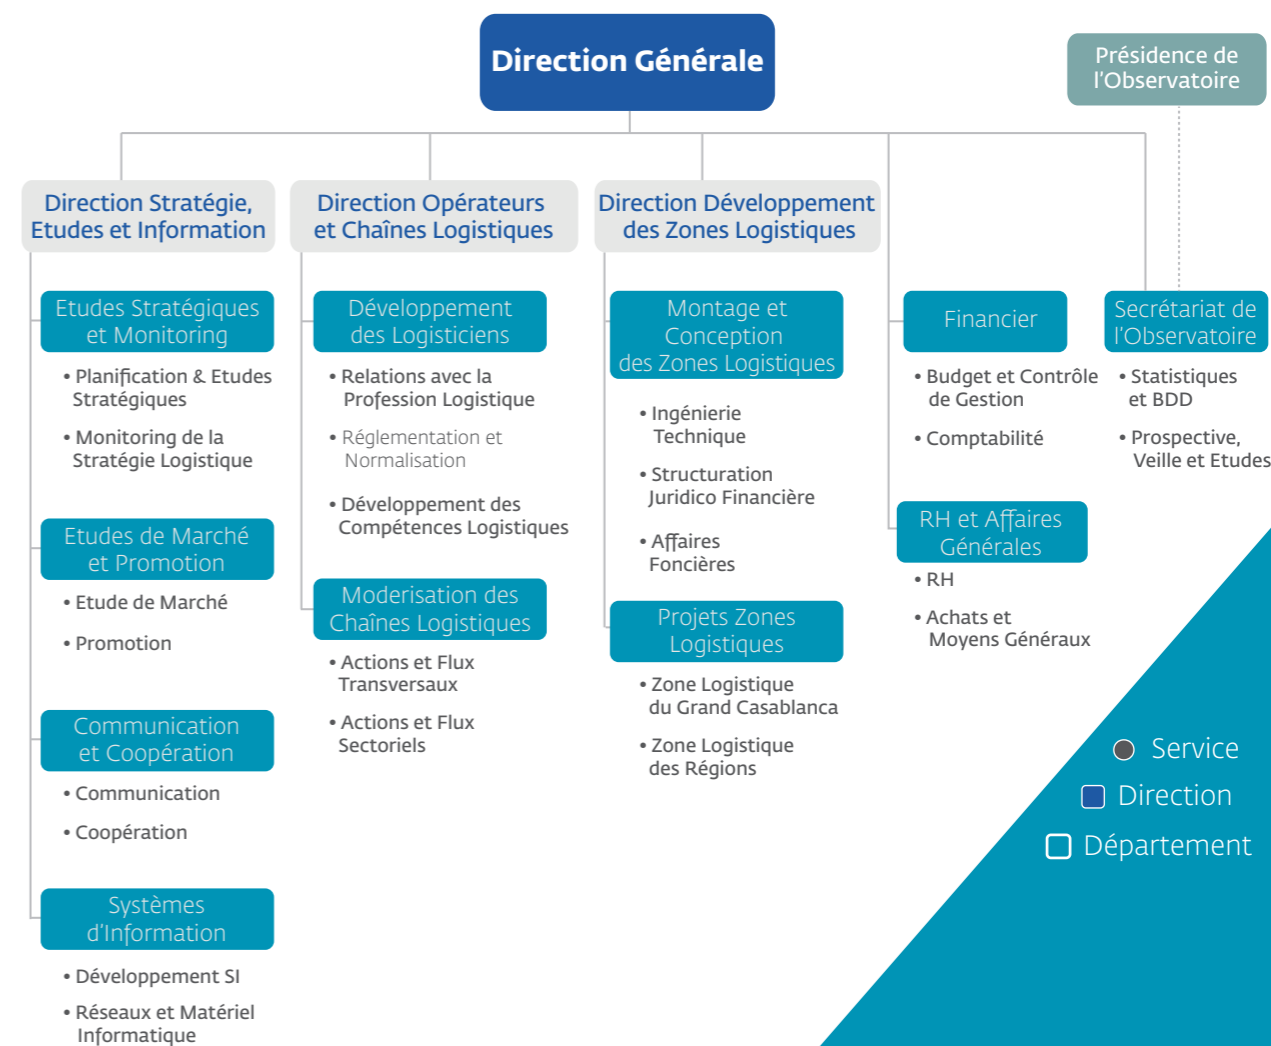 Direction Générale
Présidence de
l'Observatoire
Direction Stratégie,
Etudes et Information
Etudes Stratégiques
et Monitoring
• Planification & Etudes
Stratégiques
• Monitoring de la
Stratégie Logistique
Etudes de Marché
et Promotion
• Etude de Marché
• Promotion
Communication
et Coopération
• Communication
• Coopération
Systèmes
d'Information
• Développement SI
• Réseaux et Matériel
Informatique
Direction Opérateurs
et Chaînes Logistiques
Développement
des Logisticiens
• Relations avec la
Profession Logistique
• Réglementation et
Normalisation
• Développement des
Compétences Logistiques
Moderisation des
Chaînes Logistiques
• Actions et Flux
Transversaux
• Actions et Flux
Sectoriels
Direction Développement
des Zones Logistiques
Montage et
Conception
des Zones Logistiques
• Ingénierie
Technique
• Structuration
Juridico Financière
• Affaires
Foncières
Projets Zones
Logistiques
• Zone Logistique
du Grand Casablanca
• Zone Logistique
des Régions
Financier
• Budget et Contrôle
de Gestion
• Comptabilité
RH et Affaires
Générales
• RH
• Achats et
Moyens Généraux
Secrétariat de
l'Observatoire
• Statistiques
et BDD
• Prospective,
Veille et Etudes
Service
Direction
Département